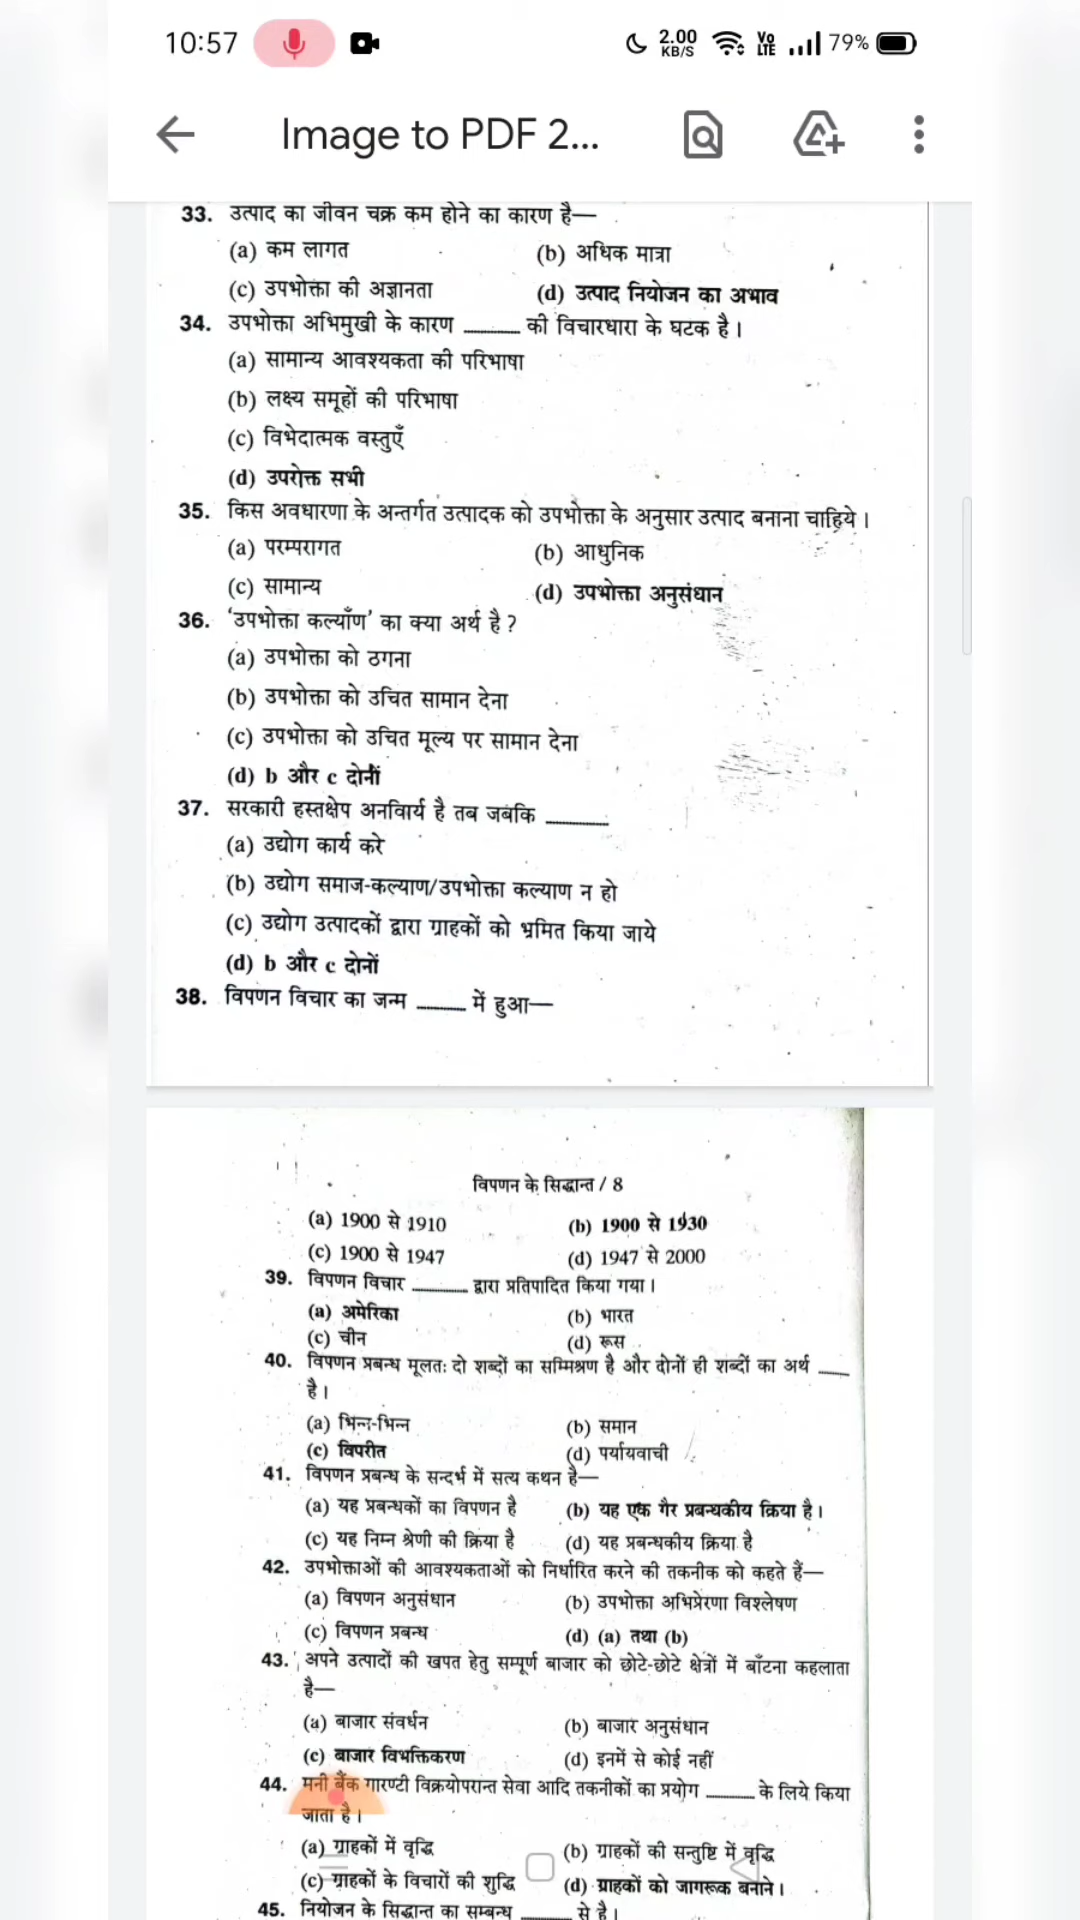 10:57 2.00 KB/S Vo LTE 79%
Image to PDF 2...
33. उत्पाद का जीवन चक्र कम होने का कारण है—
(a) कम लागत (b) अधिक मात्रा
(c) उपभोक्ता की अज्ञानता (d) उत्पाद नियोजन का अभाव
34. उपभोक्ता अभिमुखी के कारण ______ की विचारधारा के घटक है।
(a) सामान्य आवश्यकता की परिभाषा
(b) लक्ष्य समूहों की परिभाषा
(c) विभेदात्मक वस्तुएँ
(d) उपरोक्त सभी
35. किस अवधारणा के अन्तर्गत उत्पादक को उपभोक्ता के अनुसार उत्पाद बनाना चाहिये।
(a) परम्परागत (b) आधुनिक
(c) सामान्य (d) उपभोक्ता अनुसंधान
36. ‘उपभोक्ता कल्याँण’ का क्या अर्थ है ?
(a) उपभोक्ता को ठगना
(b) उपभोक्ता को उचित सामान देना
(c) उपभोक्ता को उचित मूल्य पर सामान देना
(d) b और c दोनों
37. सरकारी हस्तक्षेप अनिवार्य है तब जबकि ______
(a) उद्योग कार्य करे
(b) उद्योग समाज-कल्याण/उपभोक्ता कल्याण न हो
(c) उद्योग उत्पादकों द्वारा ग्राहकों को भ्रमित किया जाये
(d) b और c दोनों
38. विपणन विचार का जन्म ______ में हुआ—
विपणन के सिद्धान्त / 8
(a) 1900 से 1910 (b) 1900 से 1930
(c) 1900 से 1947 (d) 1947 से 2000
39. विपणन विचार ______ द्वारा प्रतिपादित किया गया।
(a) अमेरिका (b) भारत
(c) चीन (d) रूस
40. विपणन प्रबन्ध मूलतः दो शब्दों का सम्मिश्रण है और दोनों ही शब्दों का अर्थ ____
है।
(a) भिन्न-भिन्न (b) समान
(c) विपरीत (d) पर्यायवाची
41. विपणन प्रबन्ध के सन्दर्भ में सत्य कथन है—
(a) यह प्रबन्धकों का विपणन है (b) यह एक गैर प्रबन्धकीय क्रिया है।
(c) यह निम्न श्रेणी की क्रिया है (d) यह प्रबन्धकीय क्रिया है
42. उपभोक्ताओं की आवश्यकताओं को निर्धारित करने की तकनीक को कहते हैं—
(a) विपणन अनुसंधान (b) उपभोक्ता अभिप्रेरणा विश्लेषण
(c) विपणन प्रबन्ध (d) (a) तथा (b)
43. अपने उत्पादों की खपत हेतु सम्पूर्ण बाजार को छोटे-छोटे क्षेत्रों में बाँटना कहलाता
है—
(a) बाजार संवर्धन (b) बाजार अनुसंधान
(c) बाजार विभक्तिकरण (d) इनमें से कोई नहीं
44. मनी बैंक गारण्टी विक्रयोपरान्त सेवा आदि तकनीकों का प्रयोग ______ के लिये किया
जाता है।
(a) ग्राहकों में वृद्धि (b) ग्राहकों की सन्तुष्टि में वृद्धि
(c) ग्राहकों के विचारों की शुद्धि (d) ग्राहकों को जागरूक बनाने।
45. नियोजन के सिद्धान्त का सम्बन्ध ______ से है।